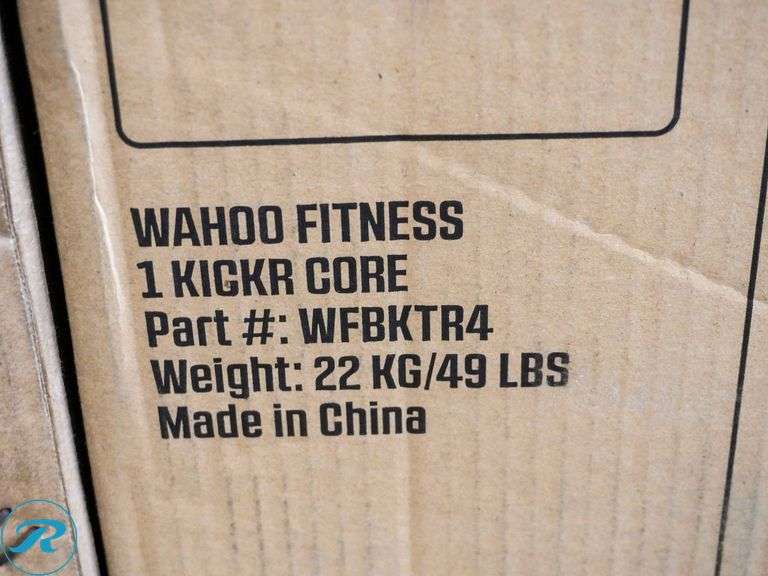 WAHOO FITNESS
1 KICKR CORE
Part #: WFBKTR4
Weight: 22 KG/49 LBS
Made in China
R